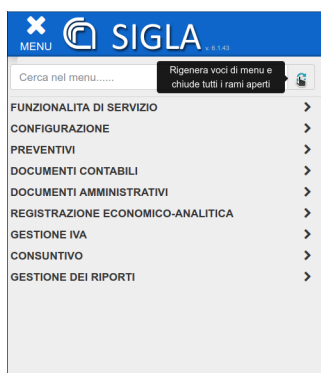 MENU
SIGLA
v. 6.1.43
Cerca nel menu......
Rigenera voci di menu e
chiude tutti i rami aperti
FUNZIONALITA DI SERVIZIO
CONFIGURAZIONE
PREVENTIVI
DOCUMENTI CONTABILI
DOCUMENTI AMMINISTRATIVI
REGISTRAZIONE ECONOMICO-ANALITICA
GESTIONE IVA
CONSUNTIVO
GESTIONE DEI RIPORTI